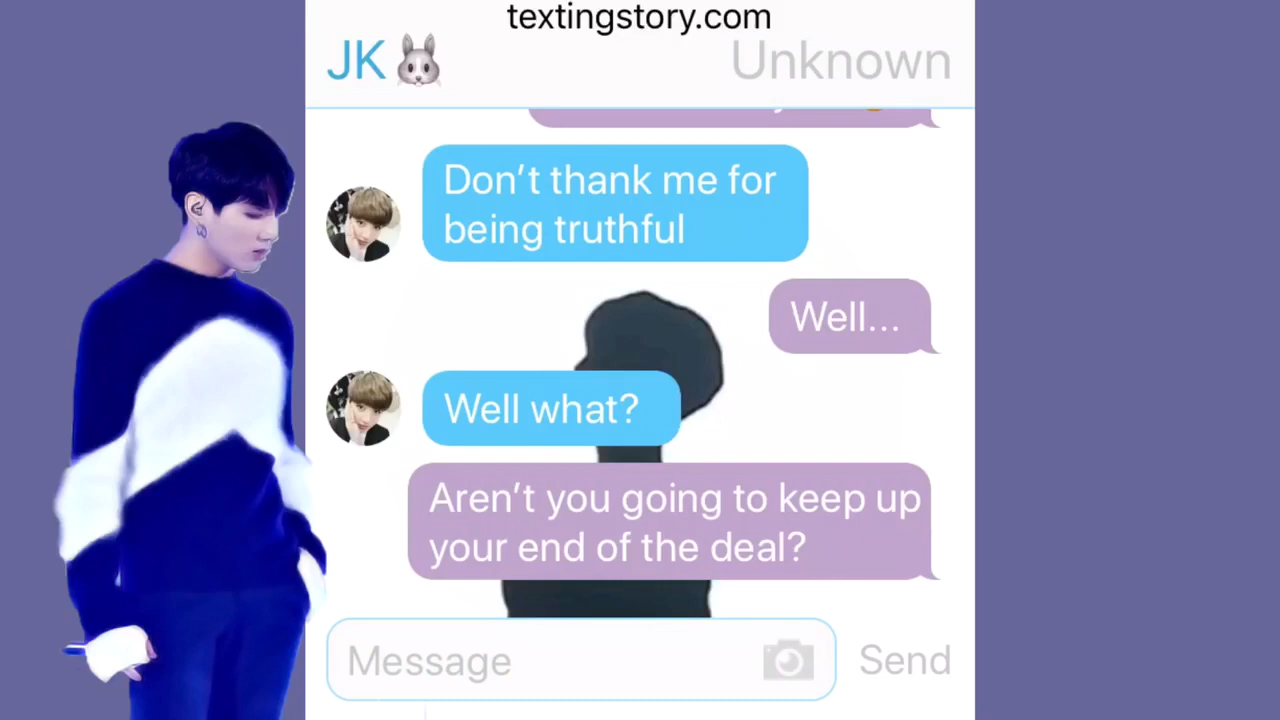 textingstory.com
JK🐰
Unknown
Don’t thank me for
being truthful
Well...
Well what?
Aren’t you going to keep up
your end of the deal?
Message
Send